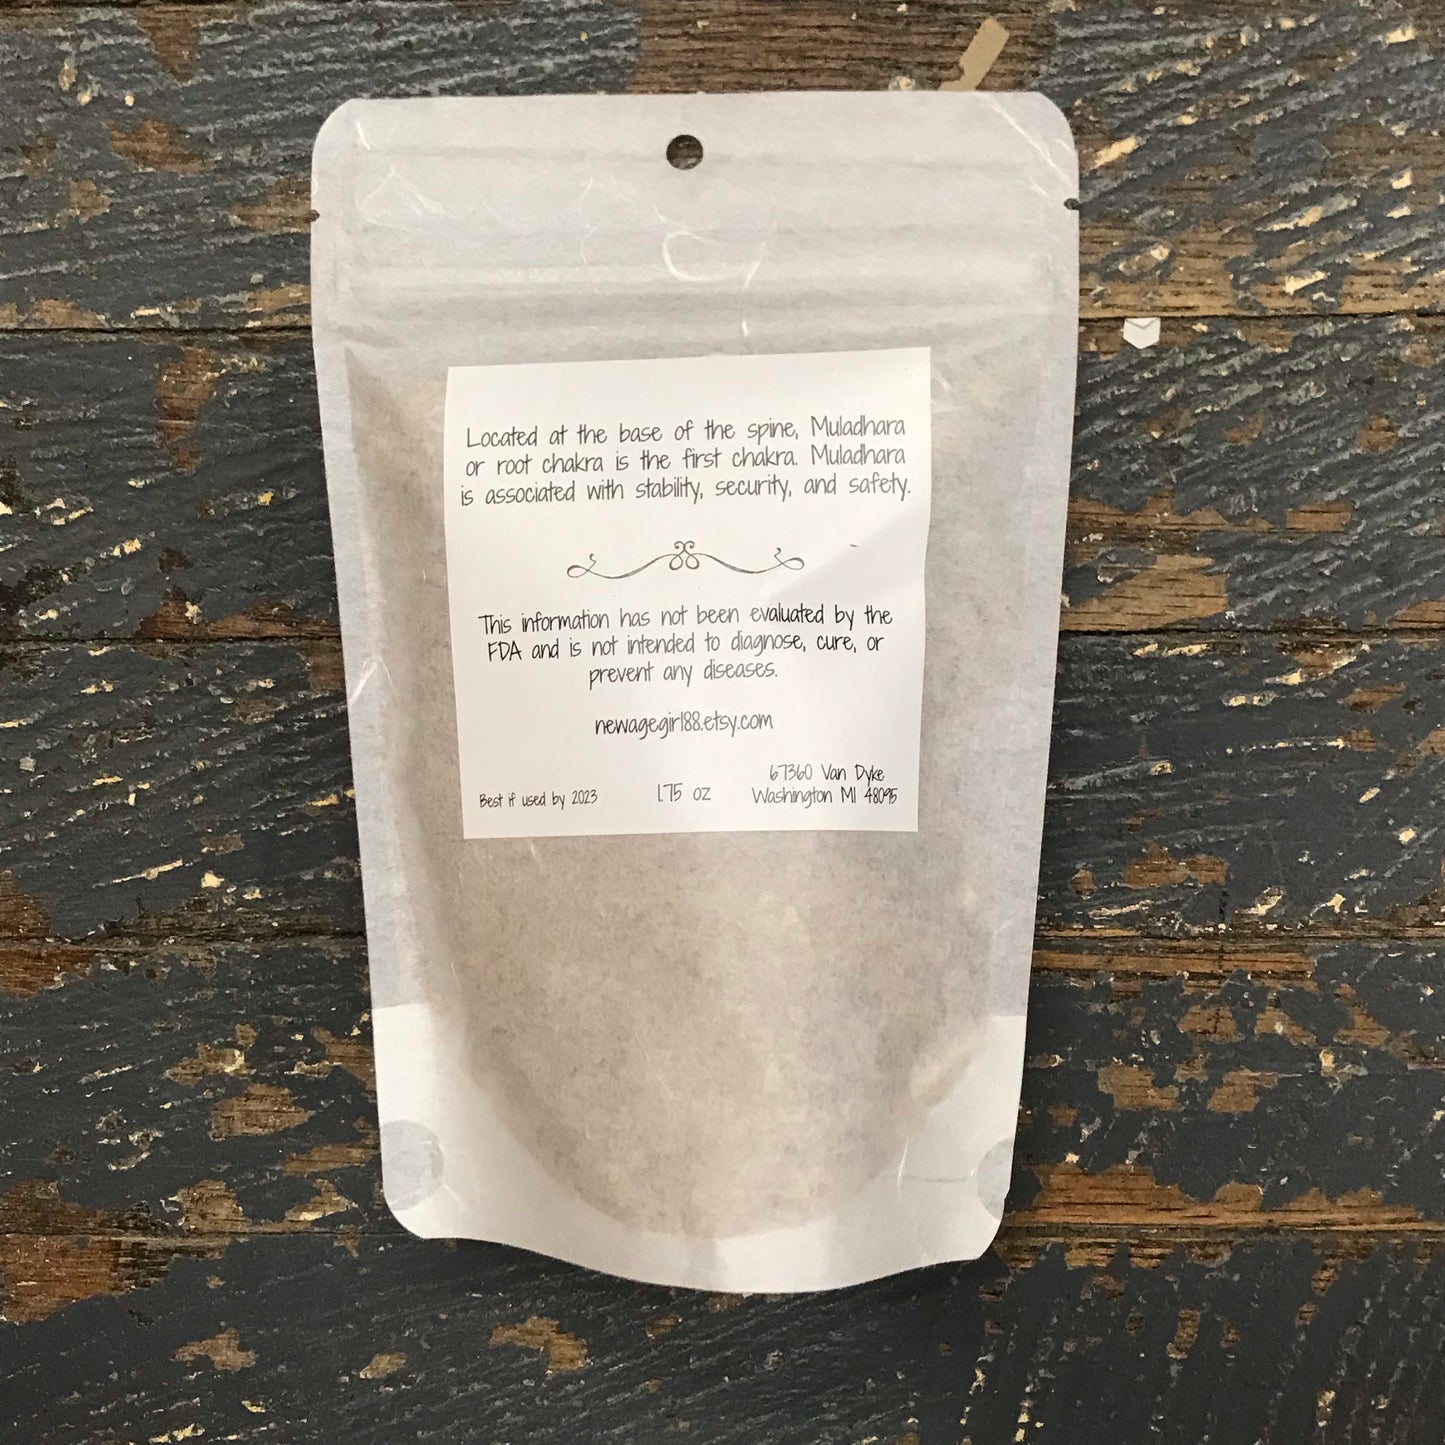 Located at the base of the spine, Muladhara
or root chakra is the first chakra. Muladhara
is associated with stability, security, and safety.
This information has not been evaluated by the
FDA and is not intended to diagnose, cure, or
prevent any diseases.
newagegirl88.etsy.com
67360 Van Dyke
Best if used by 2023 1.75 oz Washington MI 48095